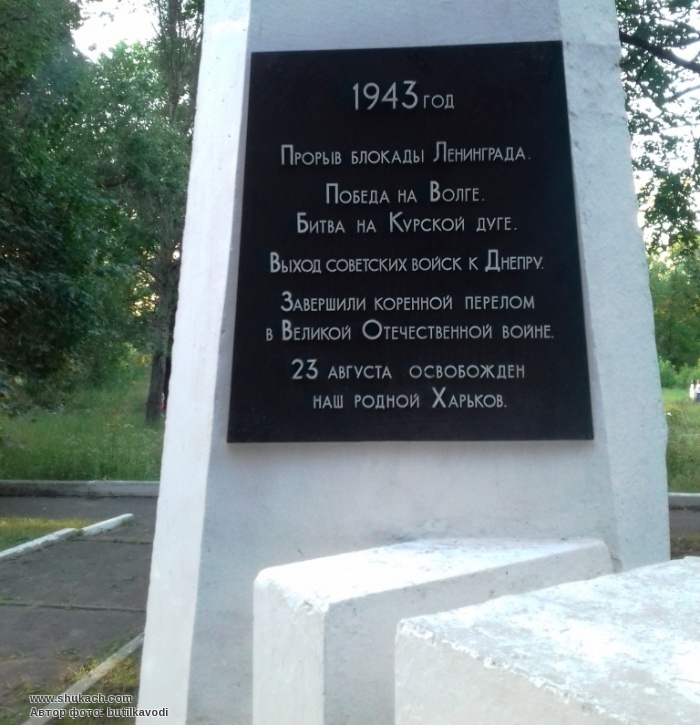 1943 год
Прорыв блокады Ленинграда.
Победа на Волге.
Битва на Курской дуге.
Выход советских войск к Днепру.
Завершили коренной перелом
в Великой Отечественной войне.
23 августа освобожден
наш родной Харьков.
www.shukach.com
Автор фото: butilkavodi